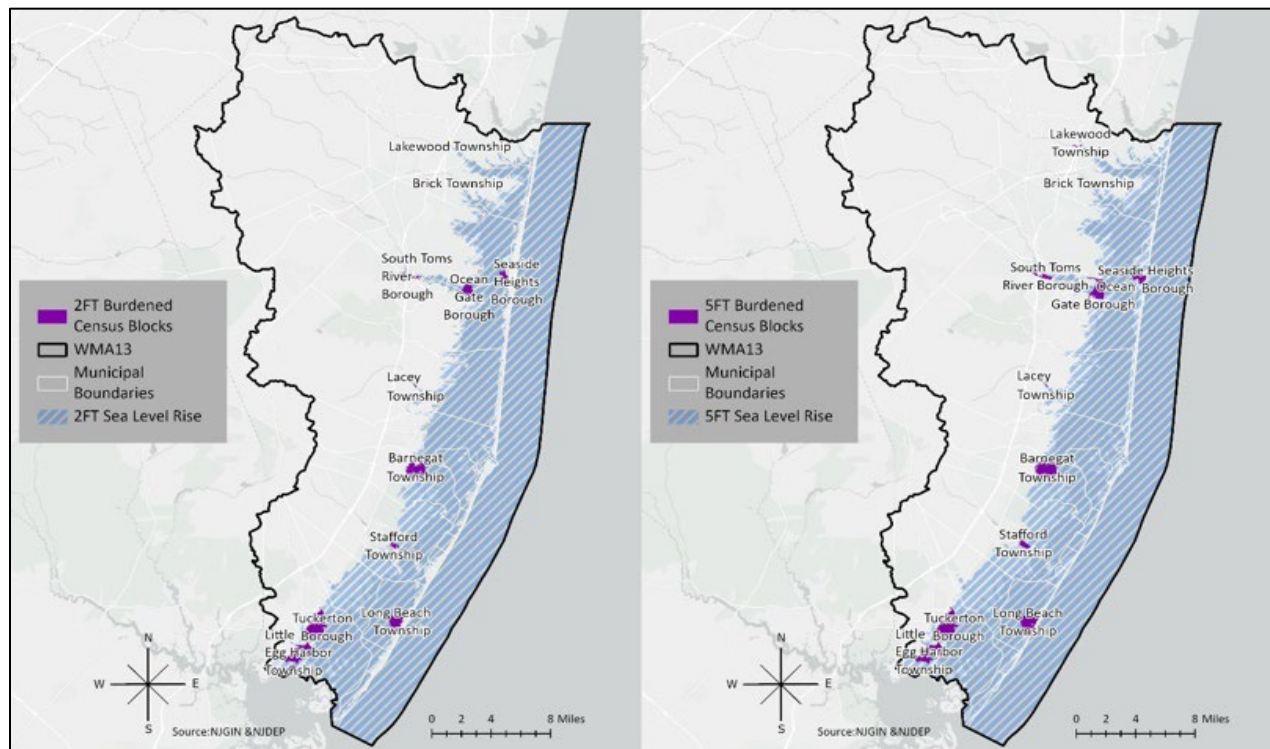 Lakewood Township
Brick Township
South Toms
River
Borough
Ocean
Gate
Borough
Seaside
Heights
Borough
2FT Burdened
Census Blocks
WMA13
Municipal
Boundaries
2FT Sea Level Rise
Lacey
Township
Barnegat
Township
Stafford
Township
Tuckerton
Borough
Long Beach
Township
Little
Egg Harbor
Township
N
W
E
S
Source:NJGIN &NJDEP
0 2 4 8 Miles
Lakewood
Township
Brick Township
South Toms
River Borough
Seaside Heights
Borough
Ocean
Gate Borough
5FT Burdened
Census Blocks
WMA13
Municipal
Boundaries
5FT Sea Level Rise
Lacey
Township
Barnegat
Township
Stafford
Township
Tuckerton
Borough
Long Beach
Township
Little
Egg Harbor
Township
N
W
E
S
Source:NJGIN &NJDEP
0 2 4 8 Miles